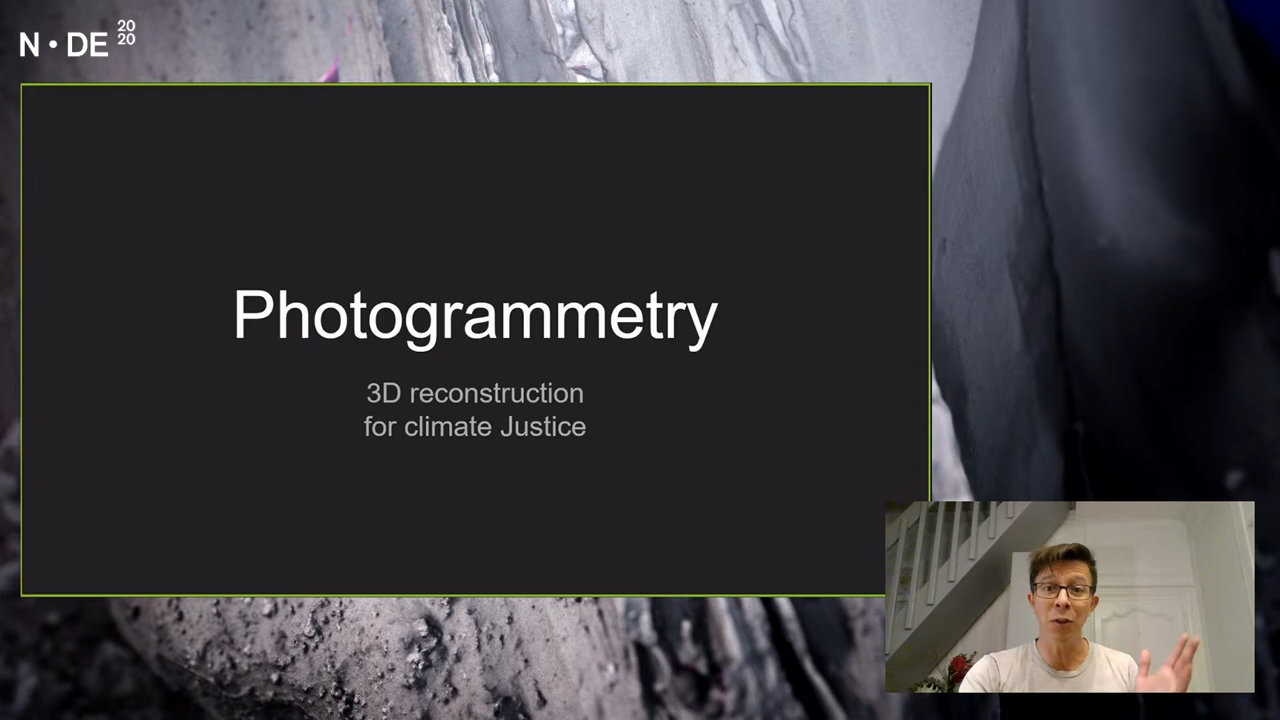 N • DE 20
20
Photogrammetry
3D reconstruction
for climate Justice